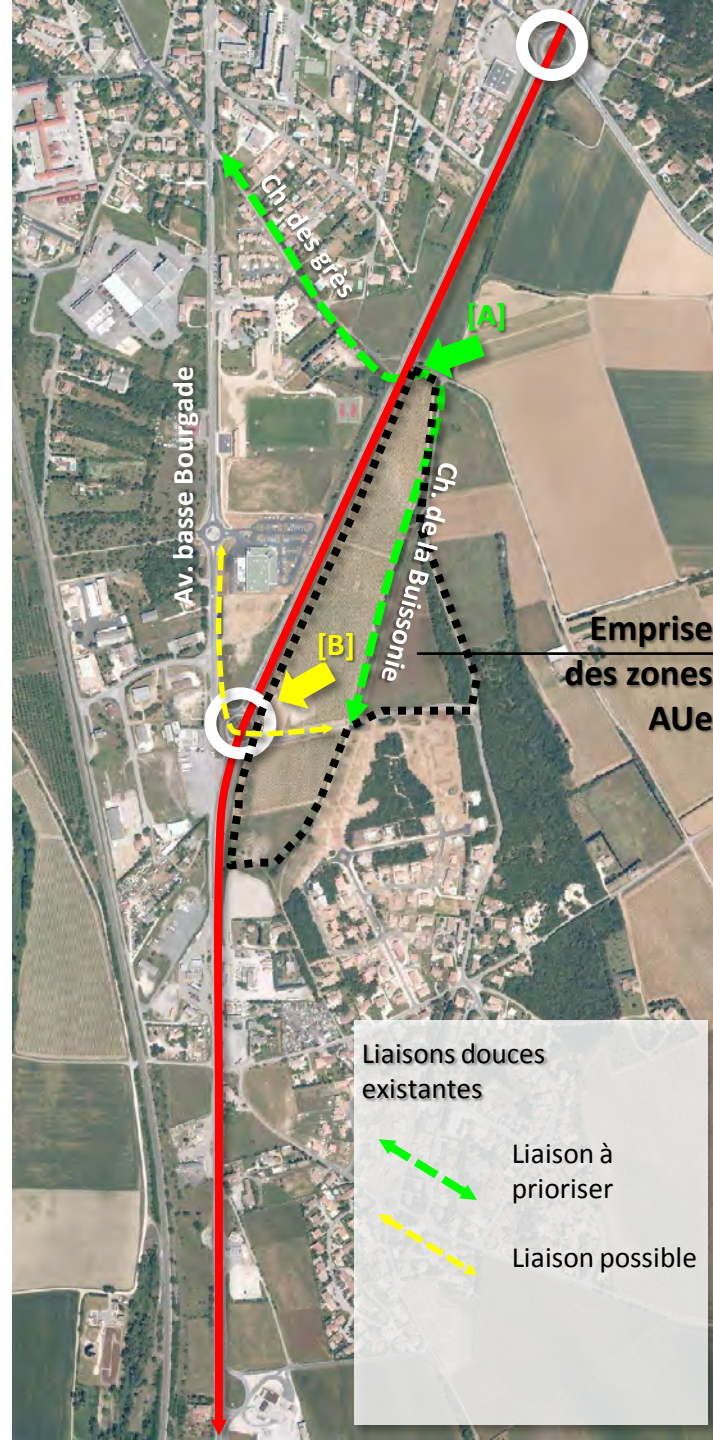 Ch. des grès
[A]
Av. basse Bourgade
Ch. de la Buissonie
[B]
Emprise
des zones
AUe
Liaisons douces
existantes
Liaison à
prioriser
Liaison possible